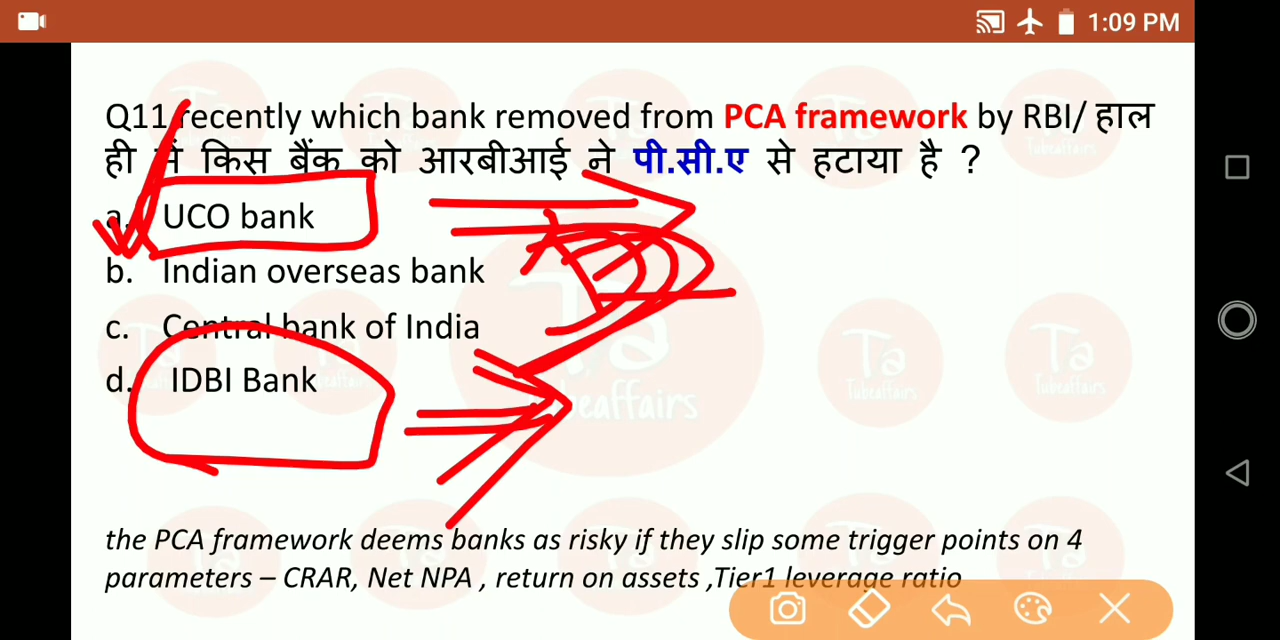 1:09 PM
Q11 recently which bank removed from PCA framework by RBI/ हाल
ही में किस बैंक को आरबीआई ने पी.सी.ए से हटाया है ?
a. UCO bank
b. Indian overseas bank
c. Central bank of India
d. IDBI Bank
the PCA framework deems banks as risky if they slip some trigger points on 4
parameters – CRAR, Net NPA , return on assets ,Tier1 leverage ratio